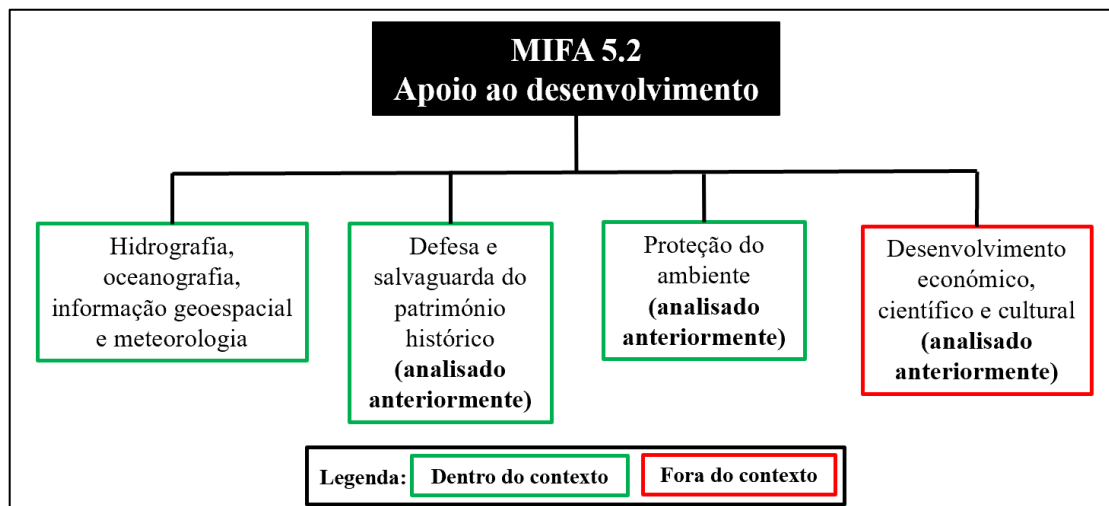 MIFA 5.2
Apoio ao desenvolvimento
Hidrografia,
oceanografia,
informação geoespacial
e meteorologia
Defesa e
salvaguarda do
património
histórico
(analisado
anteriormente)
Proteção do
ambiente
(analisado
anteriormente)
Desenvolvimento
económico,
científico e cultural
(analisado
anteriormente)
Legenda:
Dentro do contexto
Fora do contexto